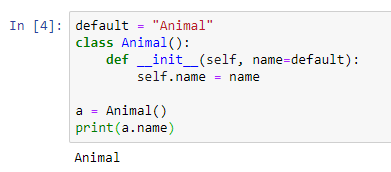 In [4]: default = "Animal"
class Animal():
    def __init__(self, name=default):
        self.name = name

a = Animal()
print(a.name)
Animal